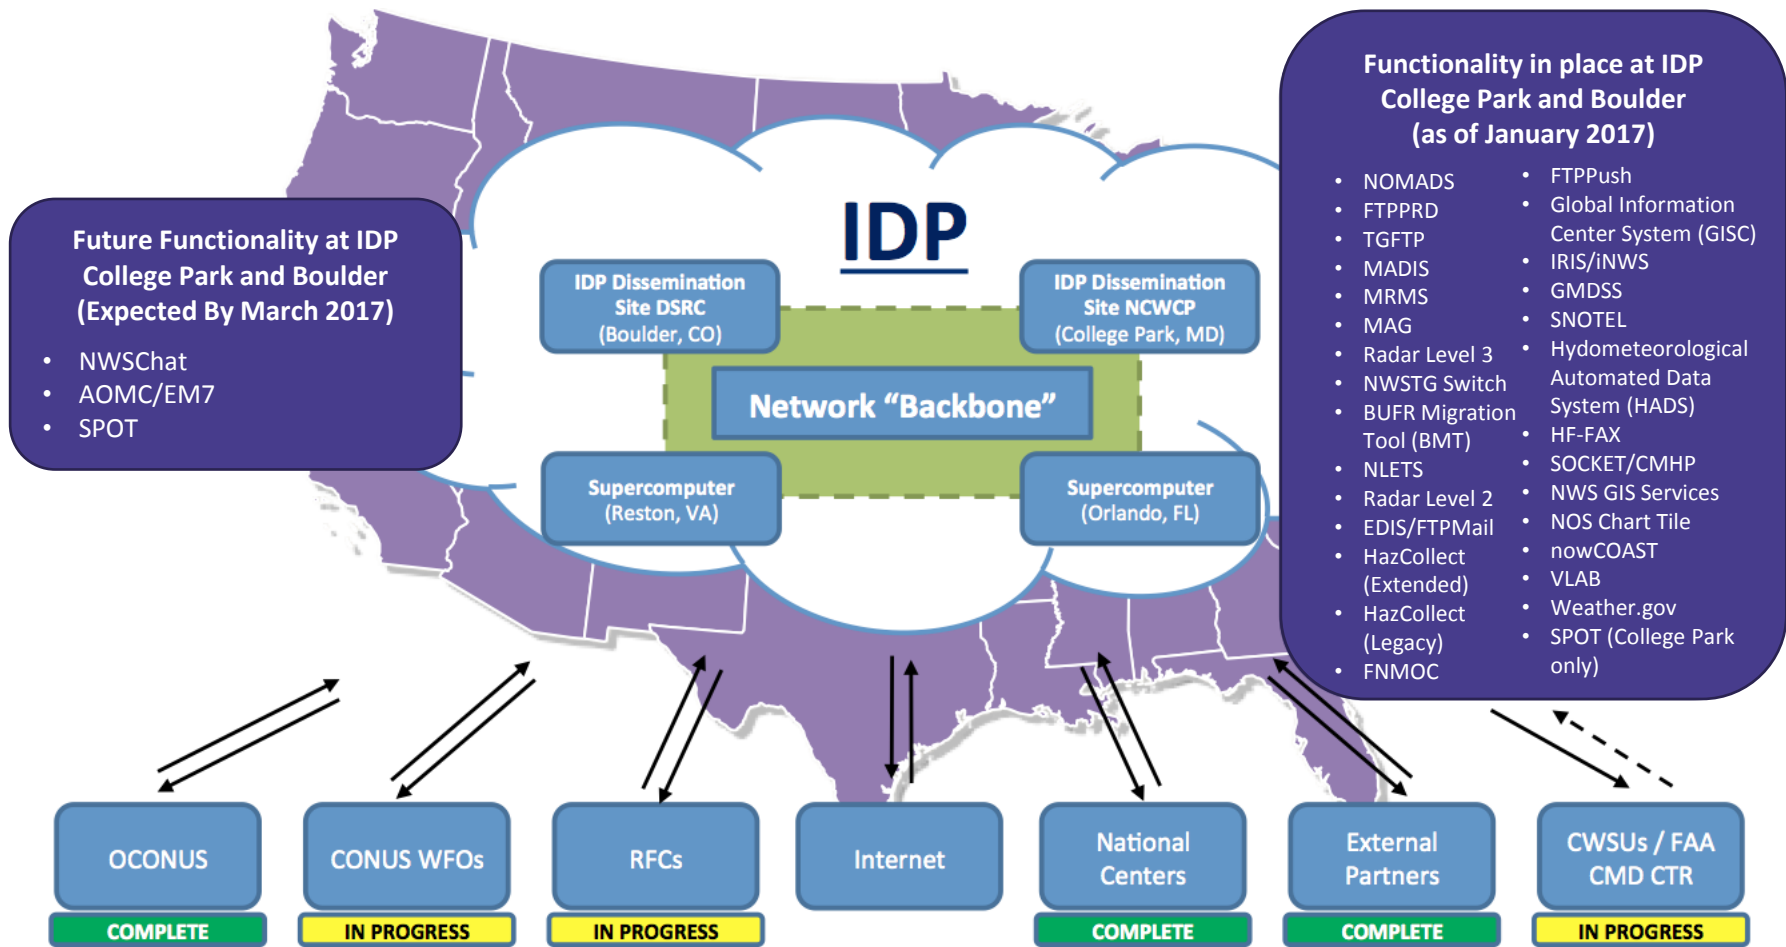 IDP
IDP Dissemination
Site DSRC
(Boulder, CO)
IDP Dissemination
Site NCWCP
(College Park, MD)
Network “Backbone”
Supercomputer
(Reston, VA)
Supercomputer
(Orlando, FL)
Future Functionality at IDP
College Park and Boulder
(Expected By March 2017)
• NWSChat
• AOMC/EM7
• SPOT
Functionality in place at IDP
College Park and Boulder
(as of January 2017)
• NOMADS
• FTPPRD
• TGFTP
• MADIS
• MRMS
• MAG
• Radar Level 3
• NWSTG Switch
• BUFR Migration
Tool (BMT)
• NLETS
• Radar Level 2
• EDIS/FTPMail
• HazCollect
(Extended)
• HazCollect
(Legacy)
• FNMOC
• FTPPush
• Global Information
Center System (GISC)
• IRIS/iNWS
• GMDSS
• SNOTEL
• Hydometeorological
Automated Data
System (HADS)
• HF-FAX
• SOCKET/CMHP
• NWS GIS Services
• NOS Chart Tile
• nowCOAST
• VLAB
• Weather.gov
• SPOT (College Park
only)
OCONUS
COMPLETE
CONUS WFOs
IN PROGRESS
RFCs
IN PROGRESS
Internet
National
Centers
COMPLETE
External
Partners
COMPLETE
CWSUs / FAA
CMD CTR
IN PROGRESS